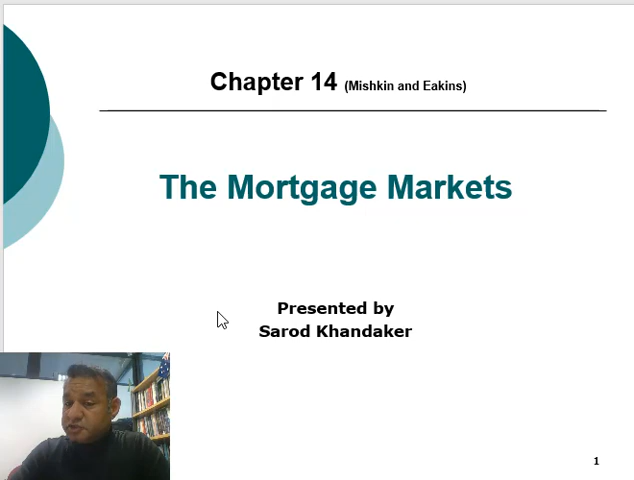 Chapter 14 (Mishkin and Eakins)
The Mortgage Markets
Presented by
Sarod Khandaker
1